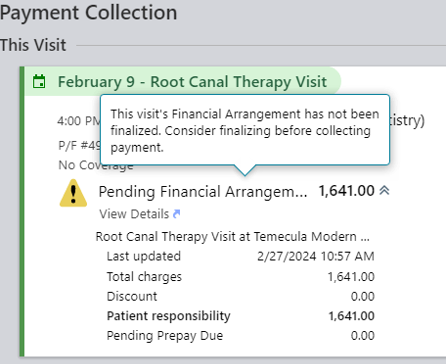 Payment Collection
This Visit
February 9 - Root Canal Therapy Visit
This visit's Financial Arrangement has not been
finalized. Consider finalizing before collecting
payment.
4:00 PM
istry)
P/F #49
No Coverage
Pending Financial Arrangem... 1,641.00
View Details
Root Canal Therapy Visit at Temecula Modern ...
Last updated 2/27/2024 10:57 AM
Total charges 1,641.00
Discount 0.00
Patient responsibility 1,641.00
Pending Prepay Due 0.00